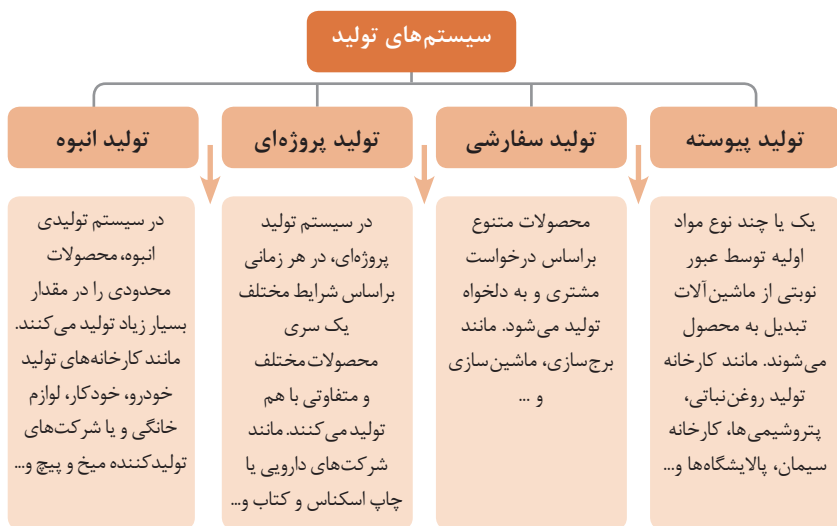 سیستم‌های تولید
تولید پیوسته
یک یا چند نوع مواد
اولیه توسط عبور
نوبتی از ماشین‌آلات
تبدیل به محصول
می‌شوند. مانند کارخانه
تولید روغن‌نباتی،
پتروشیمی‌ها، کارخانه
سیمان، پالایشگاه‌ها و...
تولید سفارشی
محصولات متنوع
براساس درخواست
مشتری و به دلخواه
تولید می‌شود. مانند
برج‌سازی، ماشین‌سازی
و ...
تولید پروژه‌ای
در سیستم تولید
پروژه‌ای، در هر زمانی
براساس شرایط مختلف
یک سری
محصولات مختلف
و متفاوتی با هم
تولید می‌کنند. مانند
شرکت‌های دارویی یا
چاپ اسکناس و کتاب و...
تولید انبوه
در سیستم تولیدی
انبوه، محصولات
محدودی را در مقدار
بسیار زیاد تولید می‌کنند.
مانند کارخانه‌های تولید
خودرو، خودکار، لوازم
خانگی و یا شرکت‌های
تولیدکننده میخ و پیچ و...